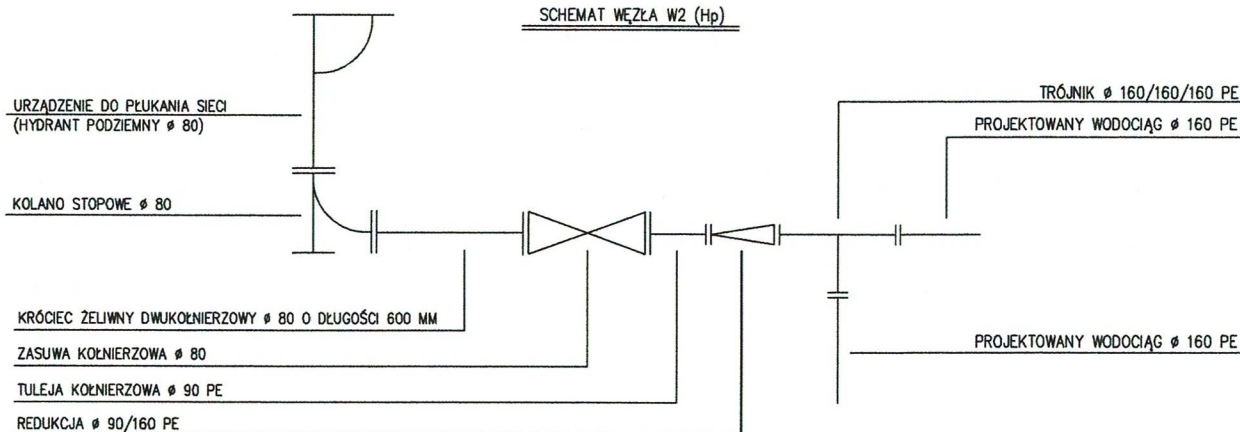 SCHEMAT WĘZŁA W2 (Hp)
URZĄDZENIE DO PŁUKANIA SIECI
(HYDRANT PODZIEMNY ø 80)
KOLANO STOPOWE ø 80
KRÓCIEC ŻELIWNY DWUKOŁNIERZOWY ø 80 O DŁUGOŚCI 600 MM
ZASUWA KOŁNIERZOWA ø 80
TULEJA KOŁNIERZOWA ø 90 PE
REDUKCJA ø 90/160 PE
TRÓJNIK ø 160/160/160 PE
PROJEKTOWANY WODOCIĄG ø 160 PE
PROJEKTOWANY WODOCIĄG ø 160 PE